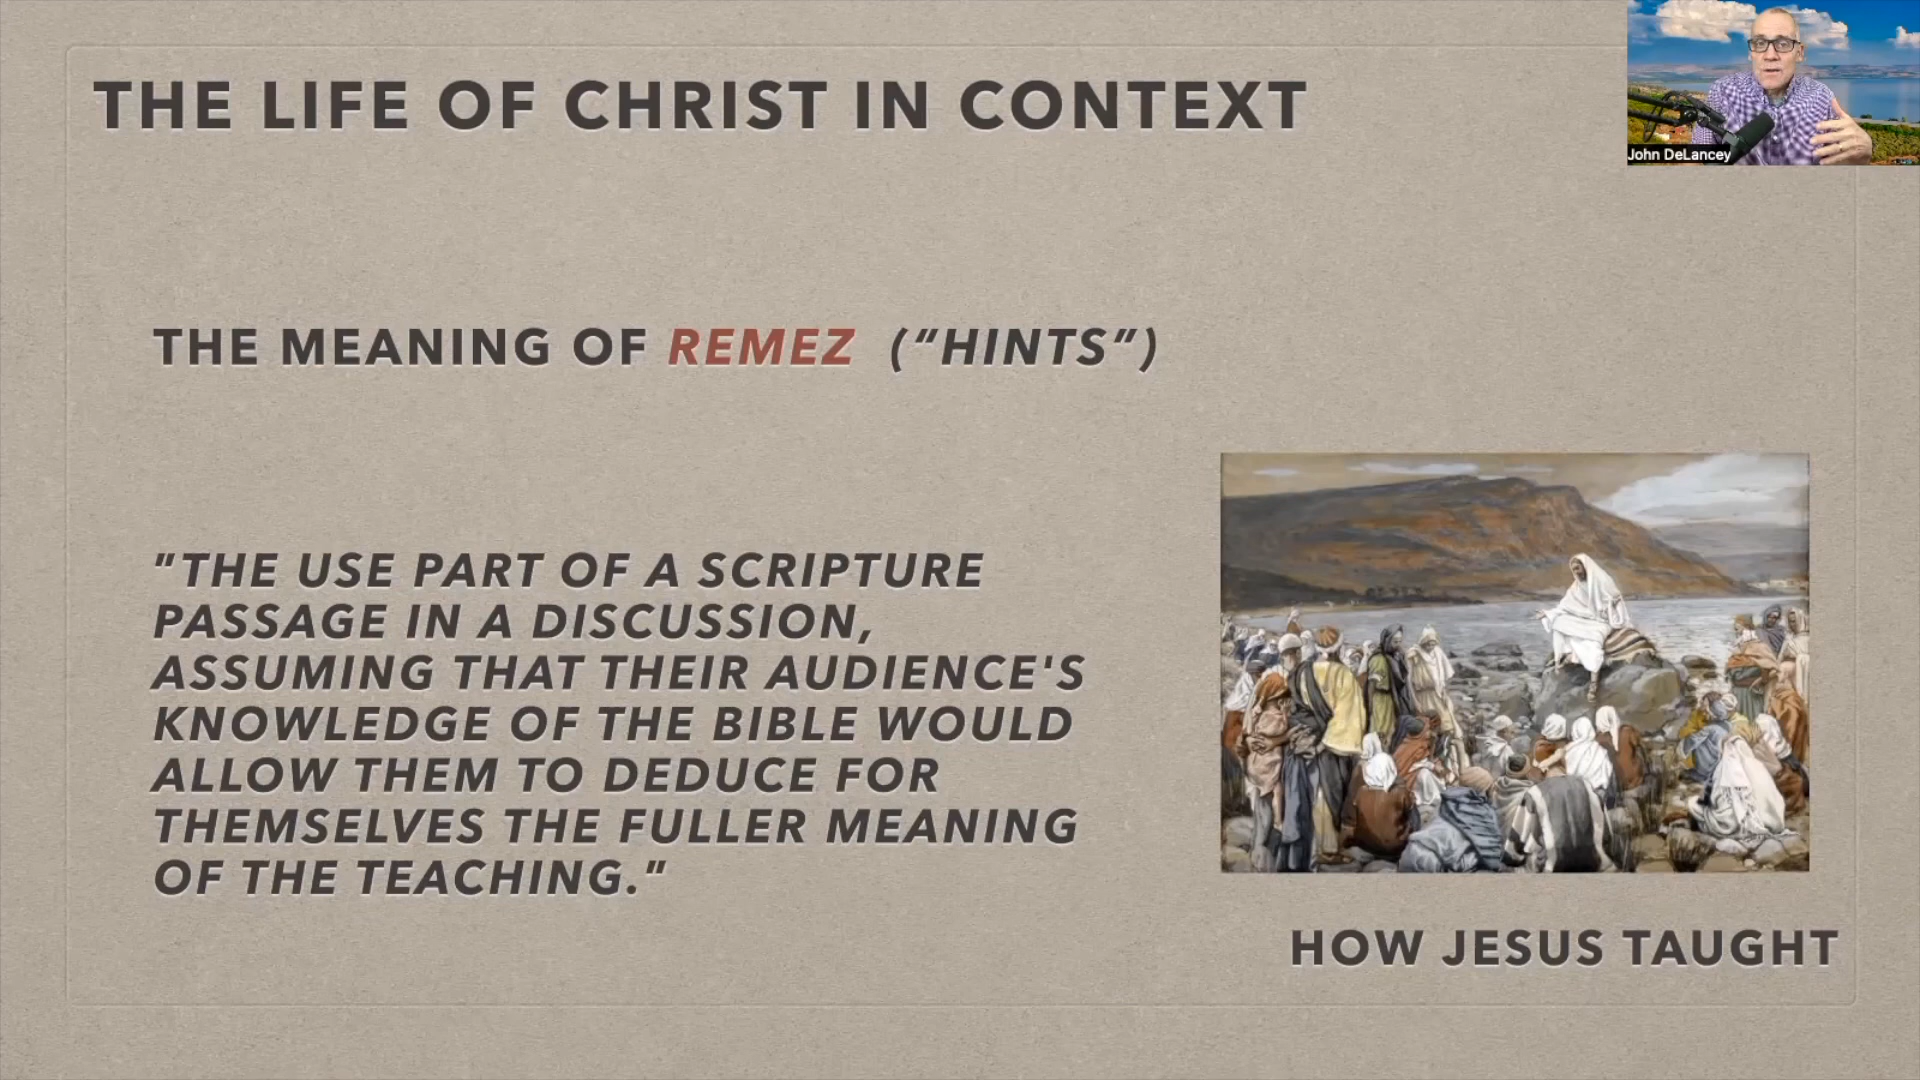 THE LIFE OF CHRIST IN CONTEXT
John DeLancey
THE MEANING OF REMEZ ("HINTS")
"THE USE PART OF A SCRIPTURE
PASSAGE IN A DISCUSSION,
ASSUMING THAT THEIR AUDIENCE'S
KNOWLEDGE OF THE BIBLE WOULD
ALLOW THEM TO DEDUCE FOR
THEMSELVES THE FULLER MEANING
OF THE TEACHING."
HOW JESUS TAUGHT